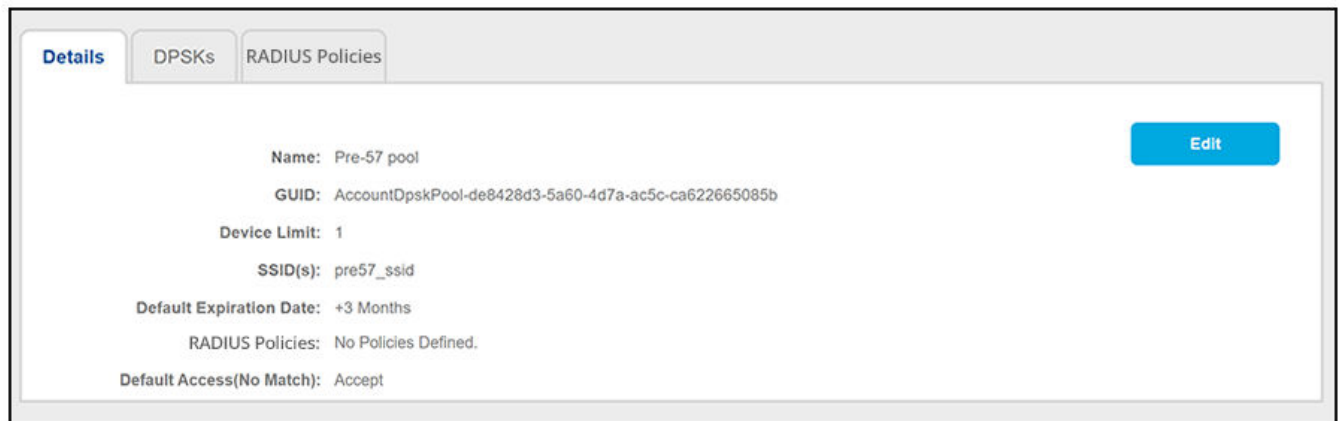 Details DPSKs RADIUS Policies
Edit
Name: Pre-57 pool
GUID: AccountDpskPool-de8428d3-5a60-4d7a-ac5c-ca622665085b
Device Limit: 1
SSID(s): pre57_ssid
Default Expiration Date: +3 Months
RADIUS Policies: No Policies Defined.
Default Access(No Match): Accept